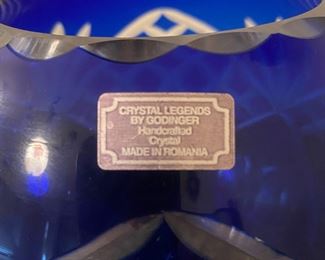 CRYSTAL LEGENDS
BY GODINGER
Handcrafted
Crystal
MADE IN ROMANIA